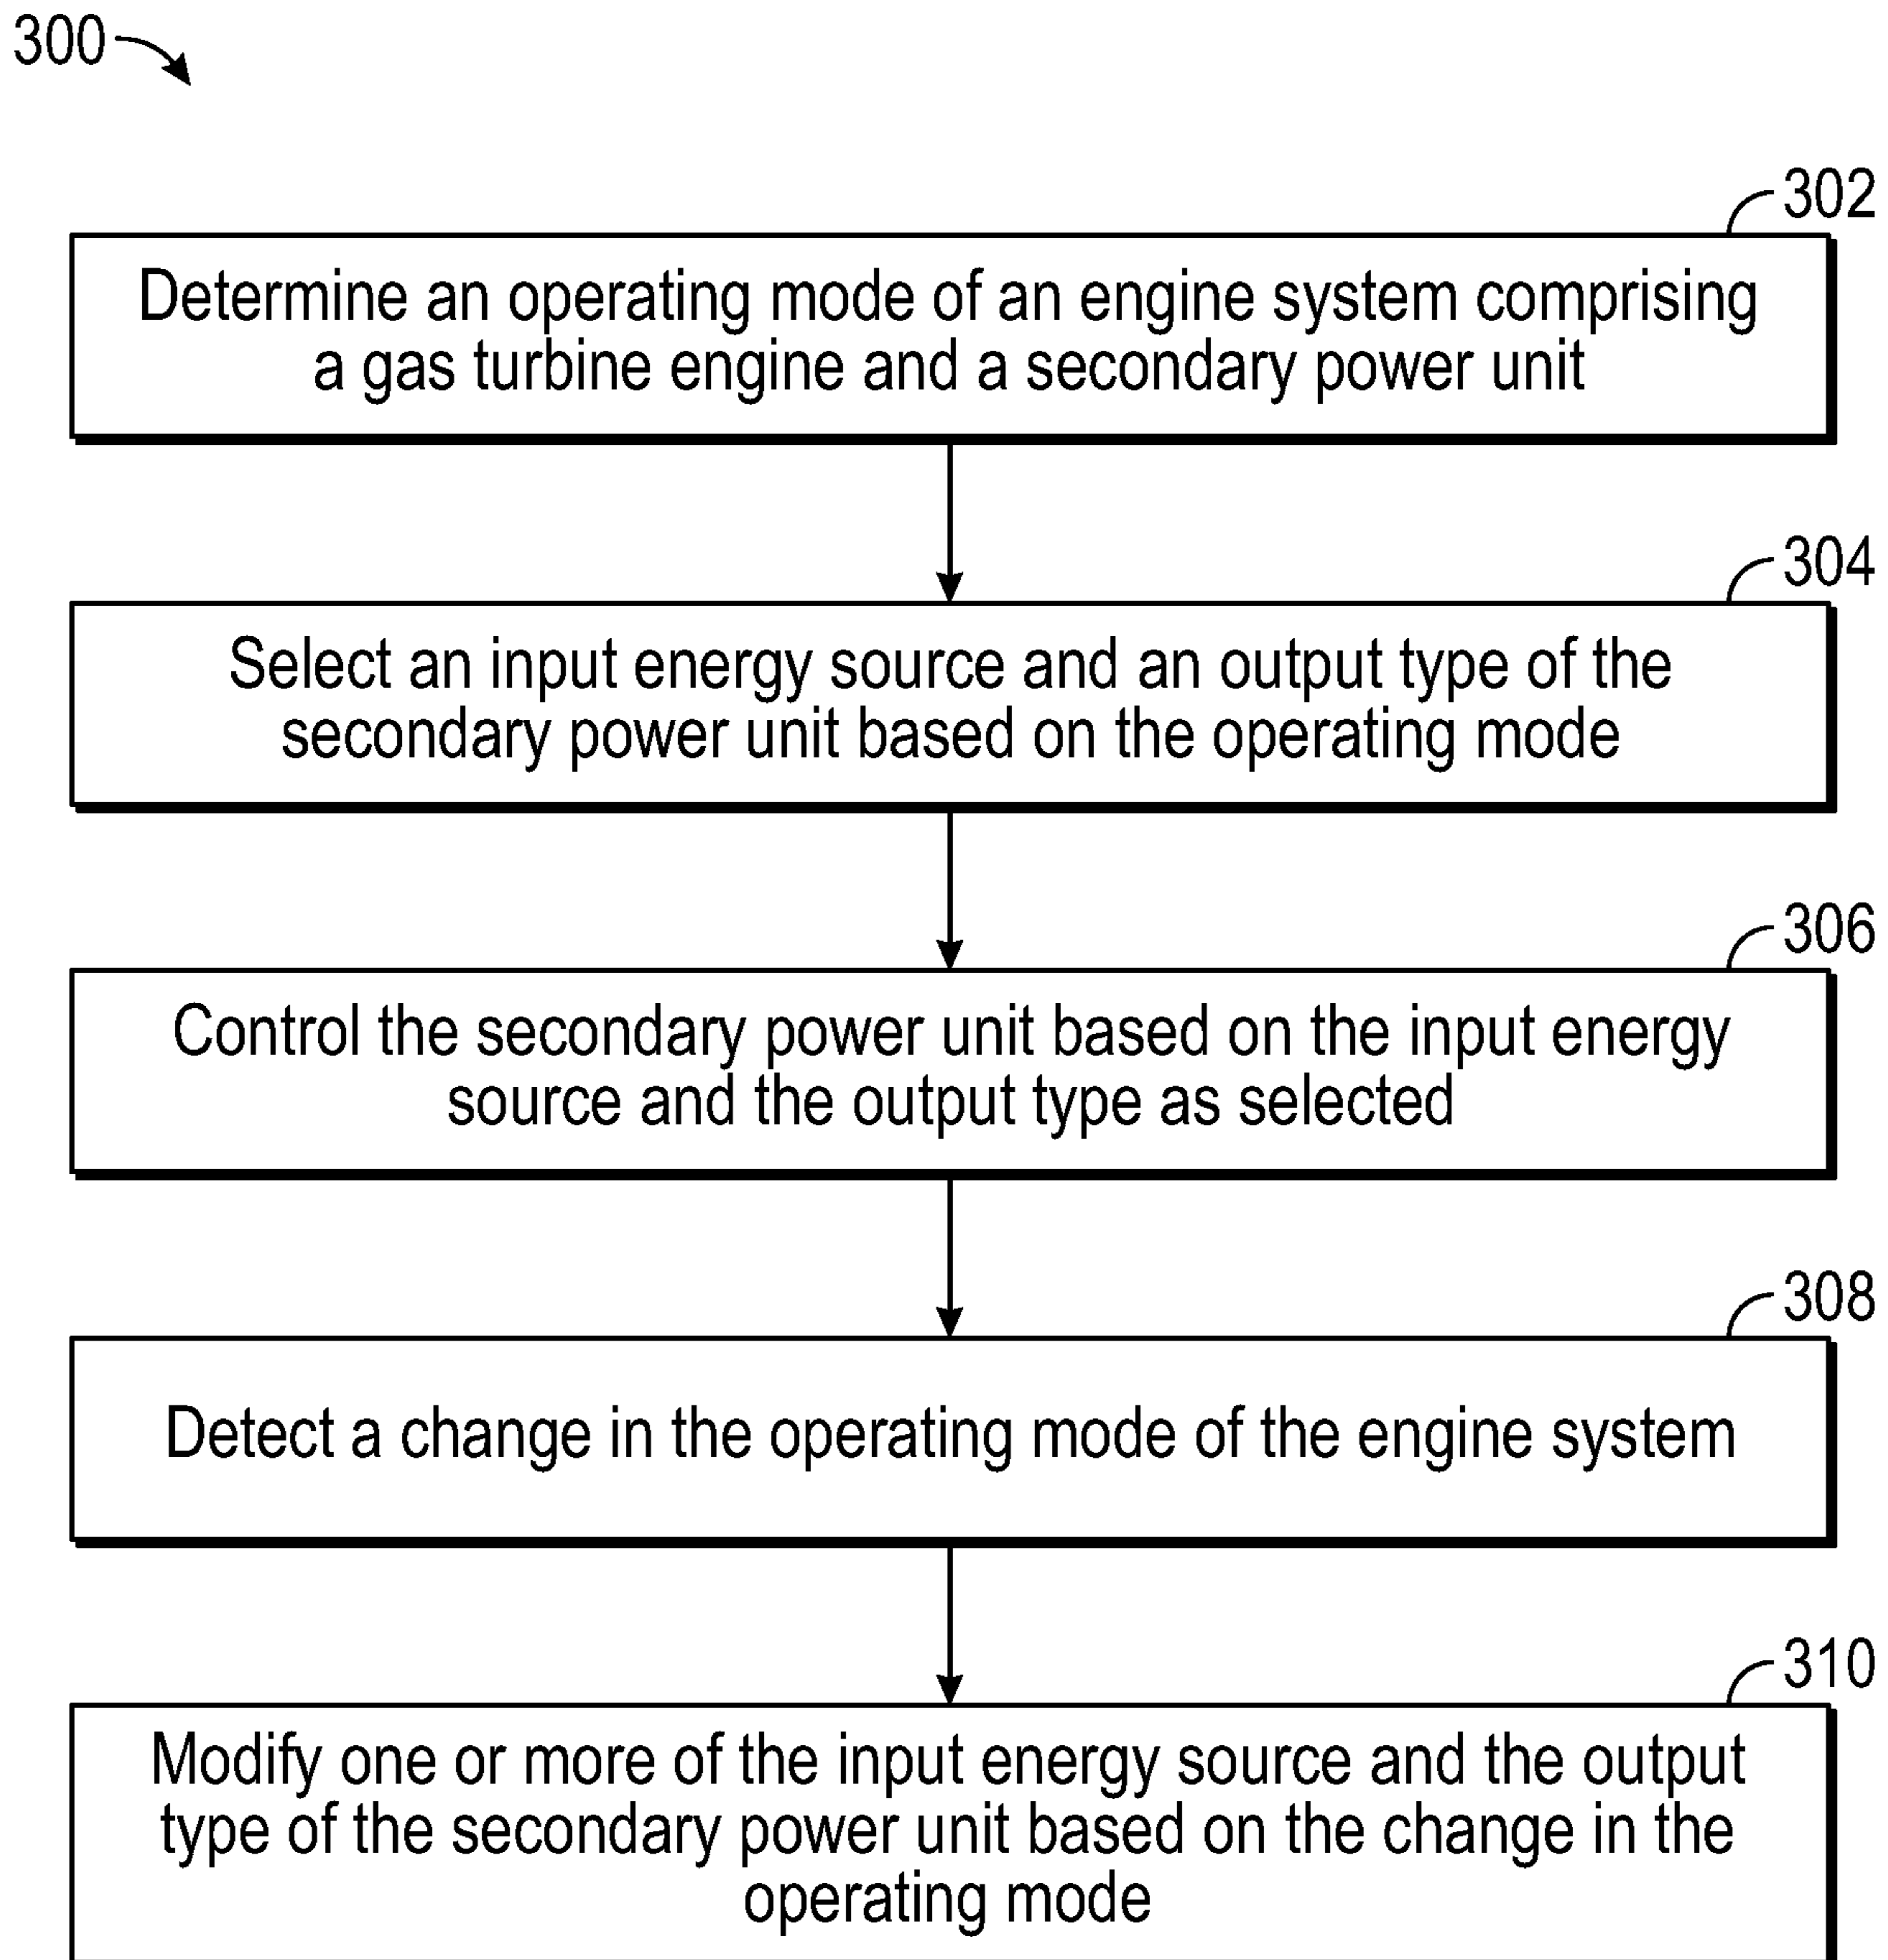 300
302
Determine an operating mode of an engine system comprising
a gas turbine engine and a secondary power unit
304
Select an input energy source and an output type of the
secondary power unit based on the operating mode
306
Control the secondary power unit based on the input energy
source and the output type as selected
308
Detect a change in the operating mode of the engine system
310
Modify one or more of the input energy source and the output
type of the secondary power unit based on the change in the
operating mode